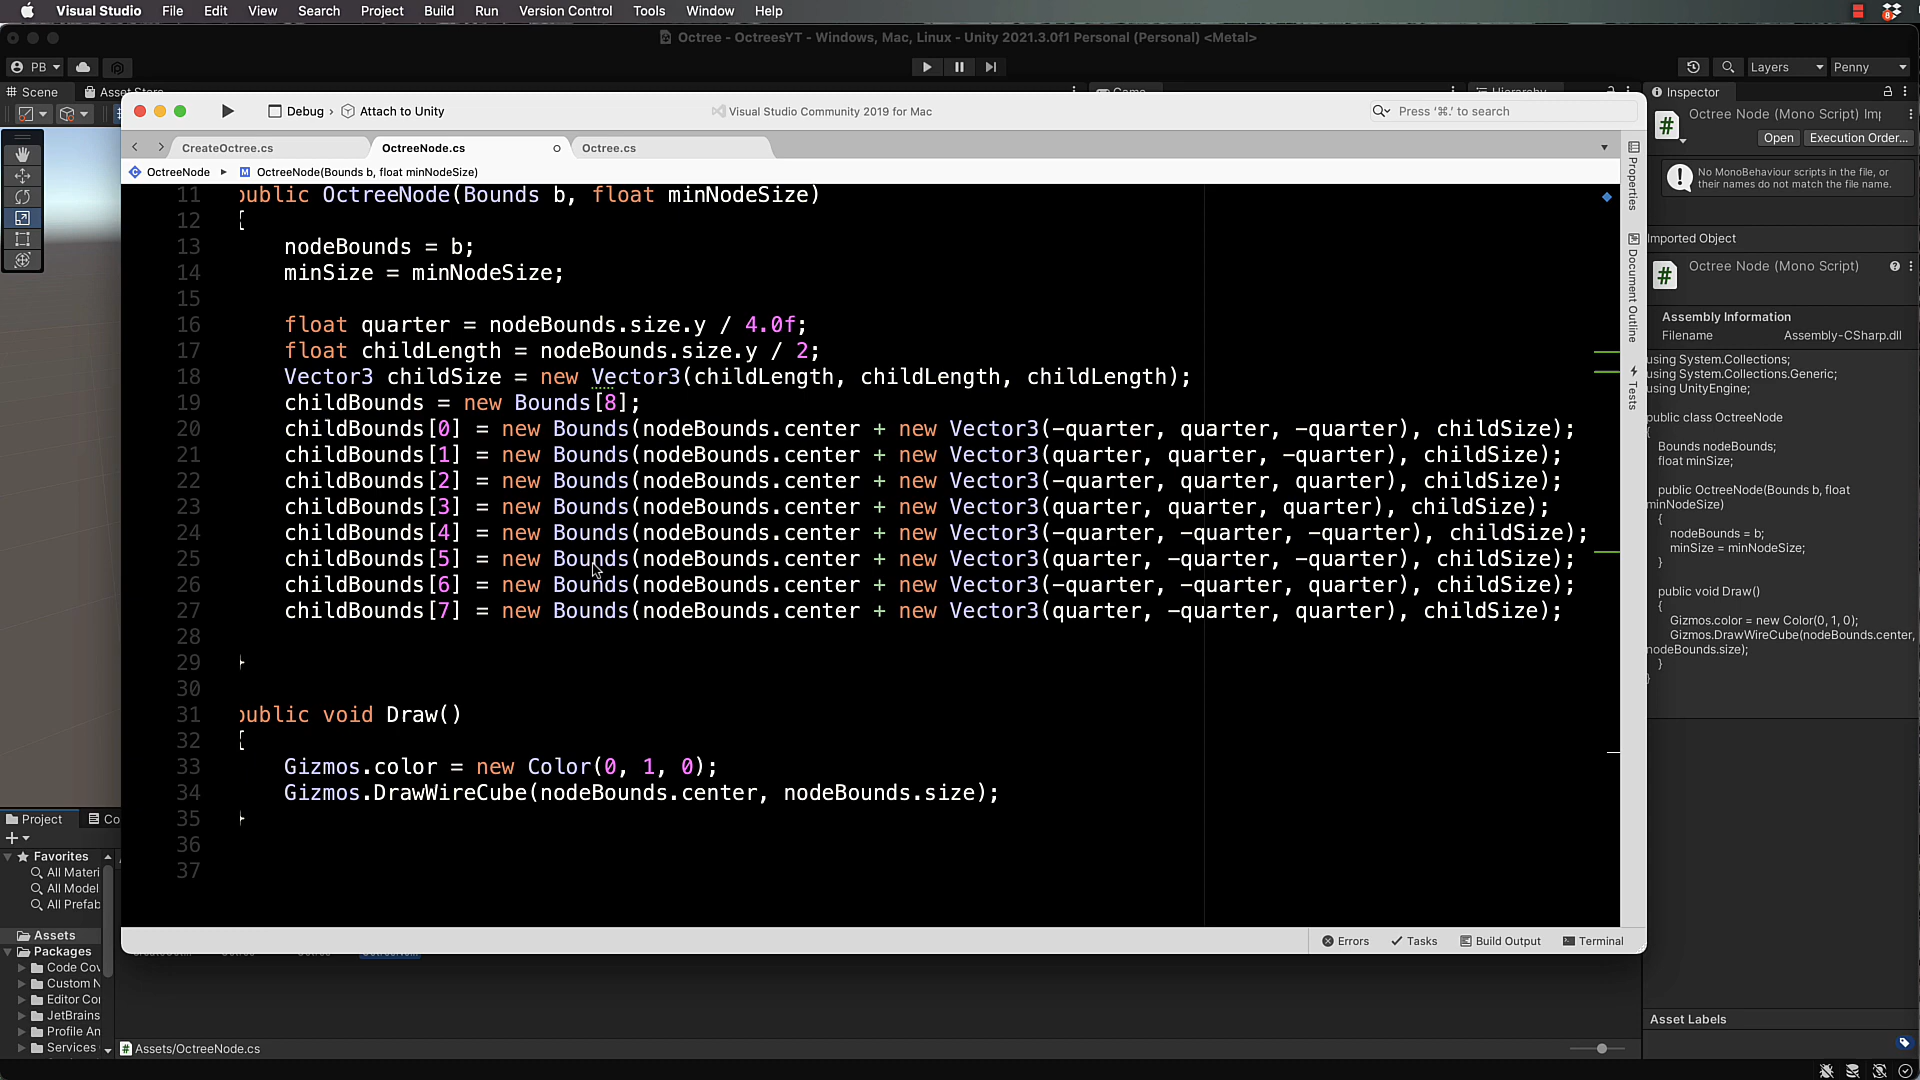 Visual Studio File Edit View Search Project Build Run Version Control Tools Window Help
8
Octree - OctreesYT - Windows, Mac, Linux - Unity 2021.3.0f1 Personal (Personal) <Metal>
PB Layers Penny
Scene Inspector
Debug › Attach to Unity Visual Studio Community 2019 for Mac Press '⌘.' to search
Octree Node (Mono Script) Im
Open Execution Order...
CreateOctree.cs OctreeNode.cs Octree.cs
OctreeNode ▸ OctreeNode(Bounds b, float minNodeSize)
No MonoBehaviour scripts in the file, or
their names do not match the file name.
Properties
Document Outline
Tests
11 public OctreeNode(Bounds b, float minNodeSize)
12 {
13 nodeBounds = b;
14 minSize = minNodeSize;
15
16 float quarter = nodeBounds.size.y / 4.0f;
17 float childLength = nodeBounds.size.y / 2;
18 Vector3 childSize = new Vector3(childLength, childLength, childLength);
19 childBounds = new Bounds[8];
20 childBounds[0] = new Bounds(nodeBounds.center + new Vector3(-quarter, quarter, -quarter), childSize);
21 childBounds[1] = new Bounds(nodeBounds.center + new Vector3(quarter, quarter, -quarter), childSize);
22 childBounds[2] = new Bounds(nodeBounds.center + new Vector3(-quarter, quarter, quarter), childSize);
23 childBounds[3] = new Bounds(nodeBounds.center + new Vector3(quarter, quarter, quarter), childSize);
24 childBounds[4] = new Bounds(nodeBounds.center + new Vector3(-quarter, -quarter, -quarter), childSize);
25 childBounds[5] = new Bounds(nodeBounds.center + new Vector3(quarter, -quarter, -quarter), childSize);
26 childBounds[6] = new Bounds(nodeBounds.center + new Vector3(-quarter, -quarter, quarter), childSize);
27 childBounds[7] = new Bounds(nodeBounds.center + new Vector3(quarter, -quarter, quarter), childSize);
28
29 }
30
31 public void Draw()
32 {
33 Gizmos.color = new Color(0, 1, 0);
34 Gizmos.DrawWireCube(nodeBounds.center, nodeBounds.size);
35 }
36
37
Errors Tasks Build Output Terminal
Imported Object
Octree Node (Mono Script)
Assembly Information
Filename Assembly-CSharp.dll
using System.Collections;
using System.Collections.Generic;
using UnityEngine;
public class OctreeNode
{
Bounds nodeBounds;
float minSize;
public OctreeNode(Bounds b, float
minNodeSize)
{
nodeBounds = b;
minSize = minNodeSize;
}
public void Draw()
{
Gizmos.color = new Color(0, 1, 0);
Gizmos.DrawWireCube(nodeBounds.center,
nodeBounds.size);
}
}
Asset Labels
Project Co
Favorites
All Materi
All Model
All Prefab
Assets
Packages
Code Cov
Custom N
Editor Co
JetBrains
Profile An
Services
Assets/OctreeNode.cs